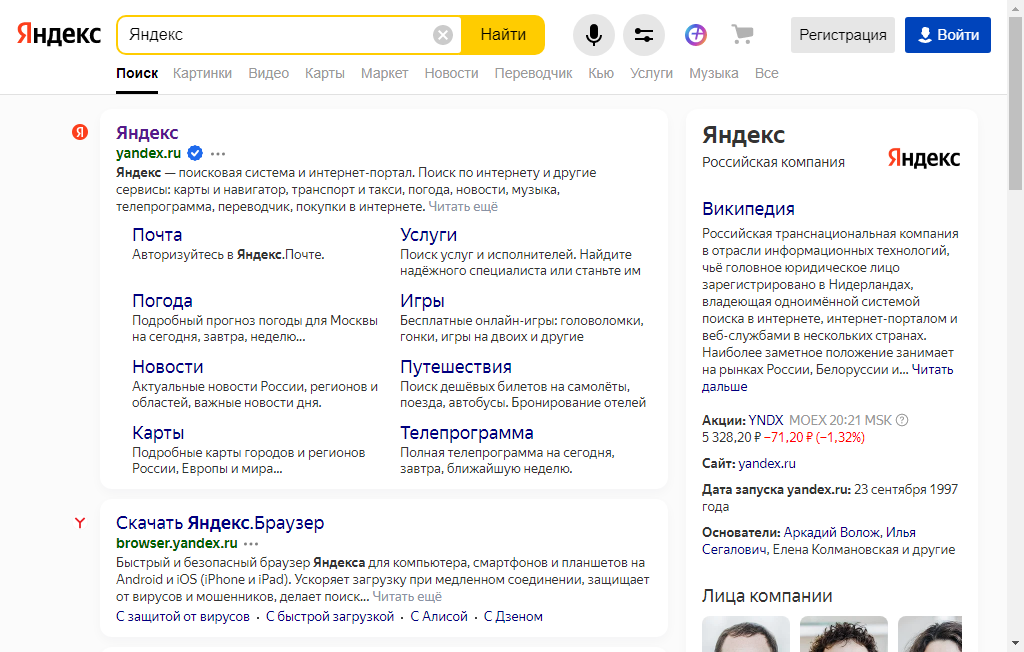 Яндекс
Яндекс
Найти
Регистрация
Войти
Поиск Картинки Видео Карты Маркет Новости Переводчик Кью Услуги Музыка Все
Я
Яндекс
yandex.ru
Яндекс — поисковая система и интернет-портал. Поиск по интернету и другие
сервисы: карты и навигатор, транспорт и такси, погода, новости, музыка,
телепрограмма, переводчик, покупки в интернете. Читать ещё
Почта
Авторизуйтесь в Яндекс.Почте.
Услуги
Поиск услуг и исполнителей. Найдите
надёжного специалиста или станьте им
Погода
Подробный прогноз погоды для Москвы
на сегодня, завтра, неделю...
Игры
Бесплатные онлайн-игры: головоломки,
гонки, игры на двоих и другие
Новости
Актуальные новости России, регионов и
областей, важные новости дня.
Путешествия
Поиск дешёвых билетов на самолёты,
поезда, автобусы. Бронирование отелей
Карты
Подробные карты городов и регионов
России, Европы и мира...
Телепрограмма
Полная телепрограмма на сегодня,
завтра, ближайшую неделю.
Y
Скачать Яндекс.Браузер
browser.yandex.ru
Быстрый и безопасный браузер Яндекса для компьютера, смартфонов и планшетов на
Android и iOS (iPhone и iPad). Ускоряет загрузку при медленном соединении, защищает
от вирусов и мошенников, делает поиск... Читать ещё
С защитой от вирусов · С быстрой загрузкой · С Алисой · С Дзеном
Яндекс
Российская компания
Яндекс
Википедия
Российская транснациональная компания
в отрасли информационных технологий,
чьё головное юридическое лицо
зарегистрировано в Нидерландах,
владеющая одноимённой системой
поиска в интернете, интернет-порталом и
веб-службами в нескольких странах.
Наиболее заметное положение занимает
на рынках России, Белоруссии и... Читать
дальше
Акции: YNDX MOEX 20:21 MSK ?
5 328,20 ₽ −71,20 ₽ (−1,32%)
Сайт: yandex.ru
Дата запуска yandex.ru: 23 сентября 1997
года
Основатели: Аркадий Волож, Илья
Сегалович, Елена Колмановская и другие
Лица компании